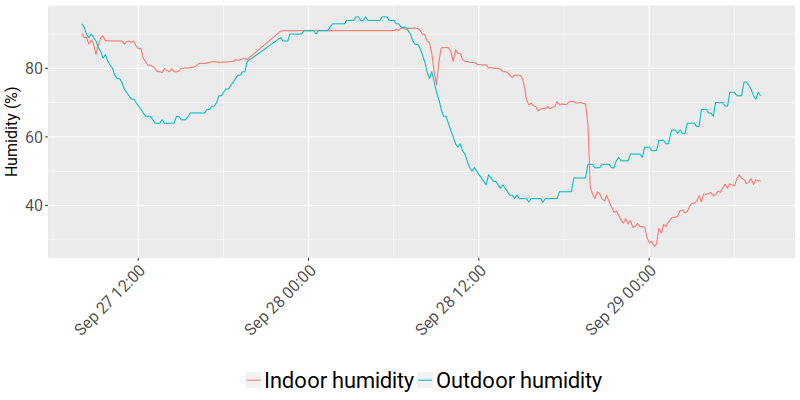 Humidity (%)
80
60
40
Sep 27 12:00
Sep 28 00:00
Sep 28 12:00
Sep 29 00:00
Indoor humidity
Outdoor humidity